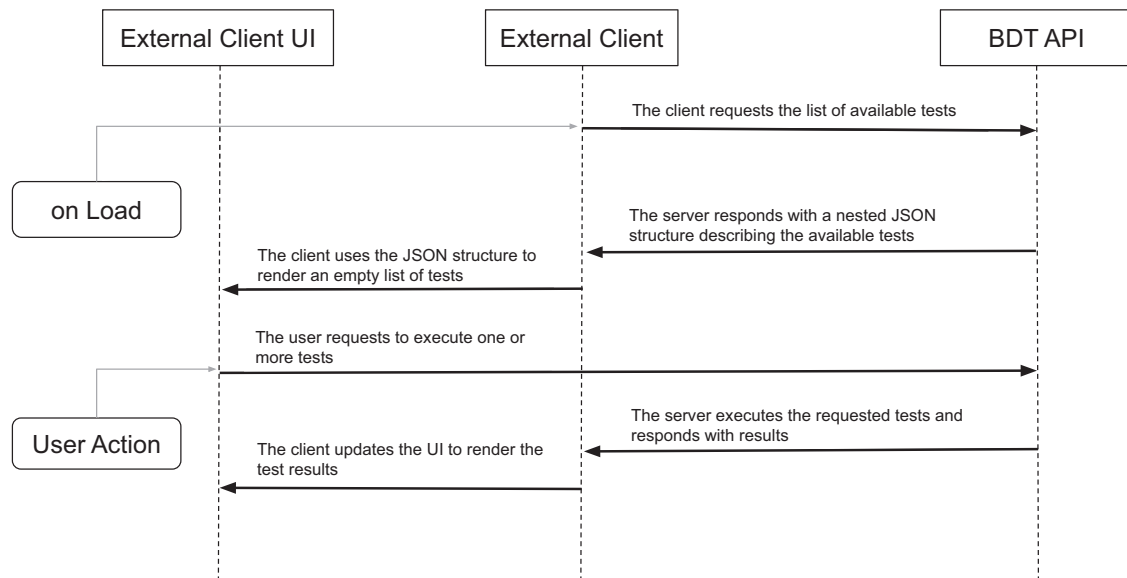 External Client UI
External Client
BDT API
The client requests the list of available tests
on Load
The server responds with a nested JSON
structure describing the available tests
The client uses the JSON structure to
render an empty list of tests
The user requests to execute one or
more tests
User Action
The server executes the requested tests and
responds with results
The client updates the UI to render the
test results